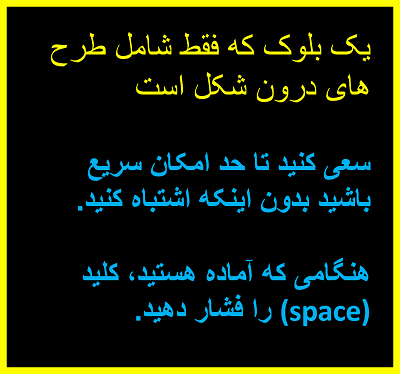 یک بلوک که فقط شامل طرح
های درون شکل است
سعی کنید تا حد امکان سریع
باشید بدون اینکه اشتباه کنید.
هنگامی که آماده هستید، کلید
(space) را فشار دهید.